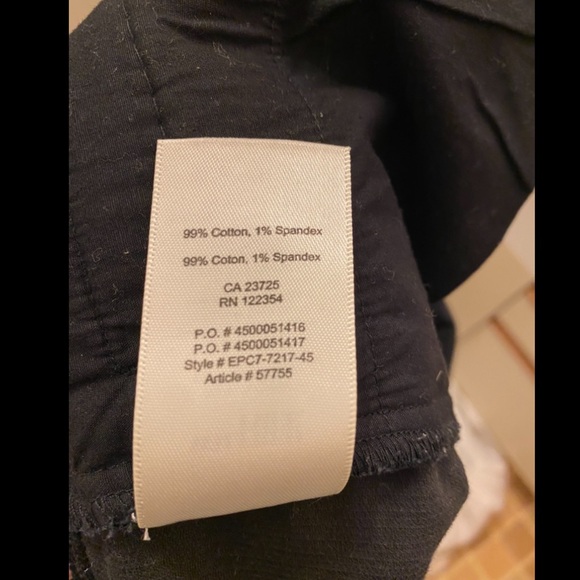 99% Cotton, 1% Spandex
99% Coton, 1% Spandex
CA 23725
RN 122354
P.O. # 4500051416
P.O. # 4500051417
Style # EPC7-7217-45
Article # 57755